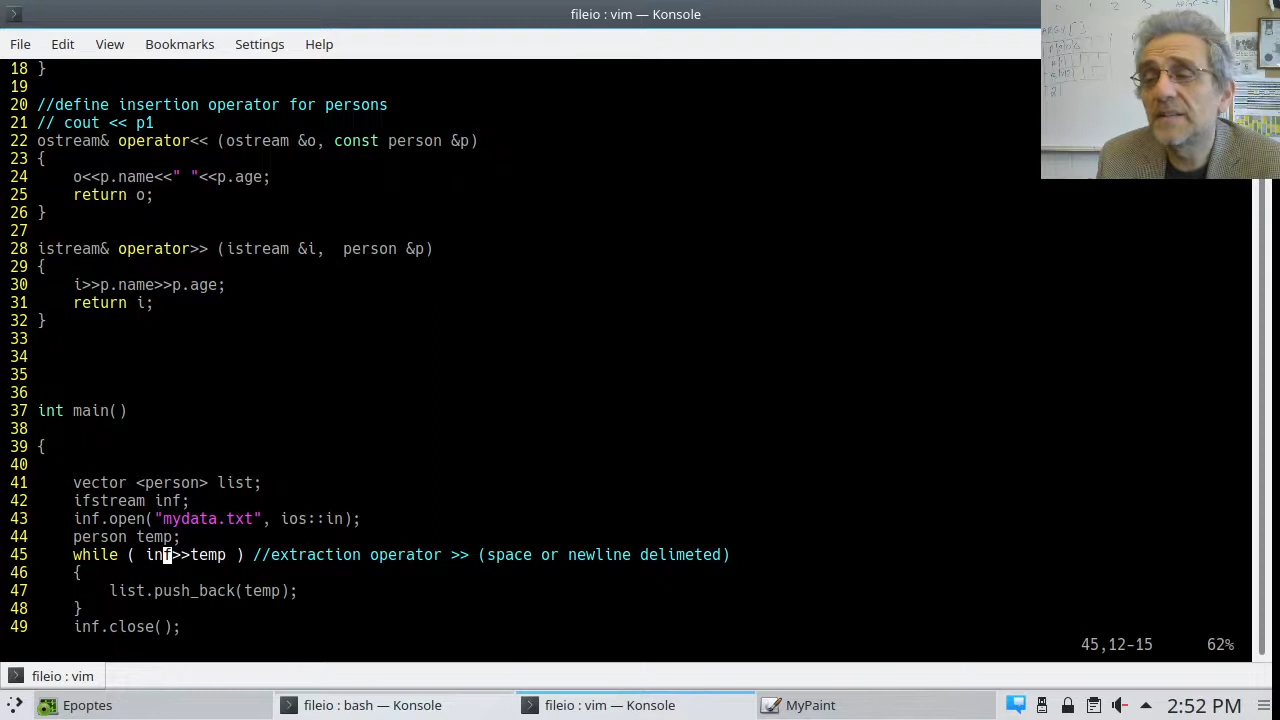 fileio : vim — Konsole
File Edit View Bookmarks Settings Help
18 }
19
20 //define insertion operator for persons
21 // cout << p1
22 ostream& operator<< (ostream &o, const person &p)
23 {
24     o<<p.name<<" "<<p.age;
25     return o;
26 }
27
28 istream& operator>> (istream &i,  person &p)
29 {
30     i>>p.name>>p.age;
31     return i;
32 }
33
34
35
36
37 int main()
38
39 {
40
41     vector <person> list;
42     ifstream inf;
43     inf.open("mydata.txt", ios::in);
44     person temp;
45     while ( inf>>temp ) //extraction operator >> (space or newline delimeted)
46     {
47         list.push_back(temp);
48     }
49     inf.close();
45,12-15 62%
fileio : vim
Epoptes
fileio : bash — Konsole
fileio : vim — Konsole
MyPaint
2:52 PM